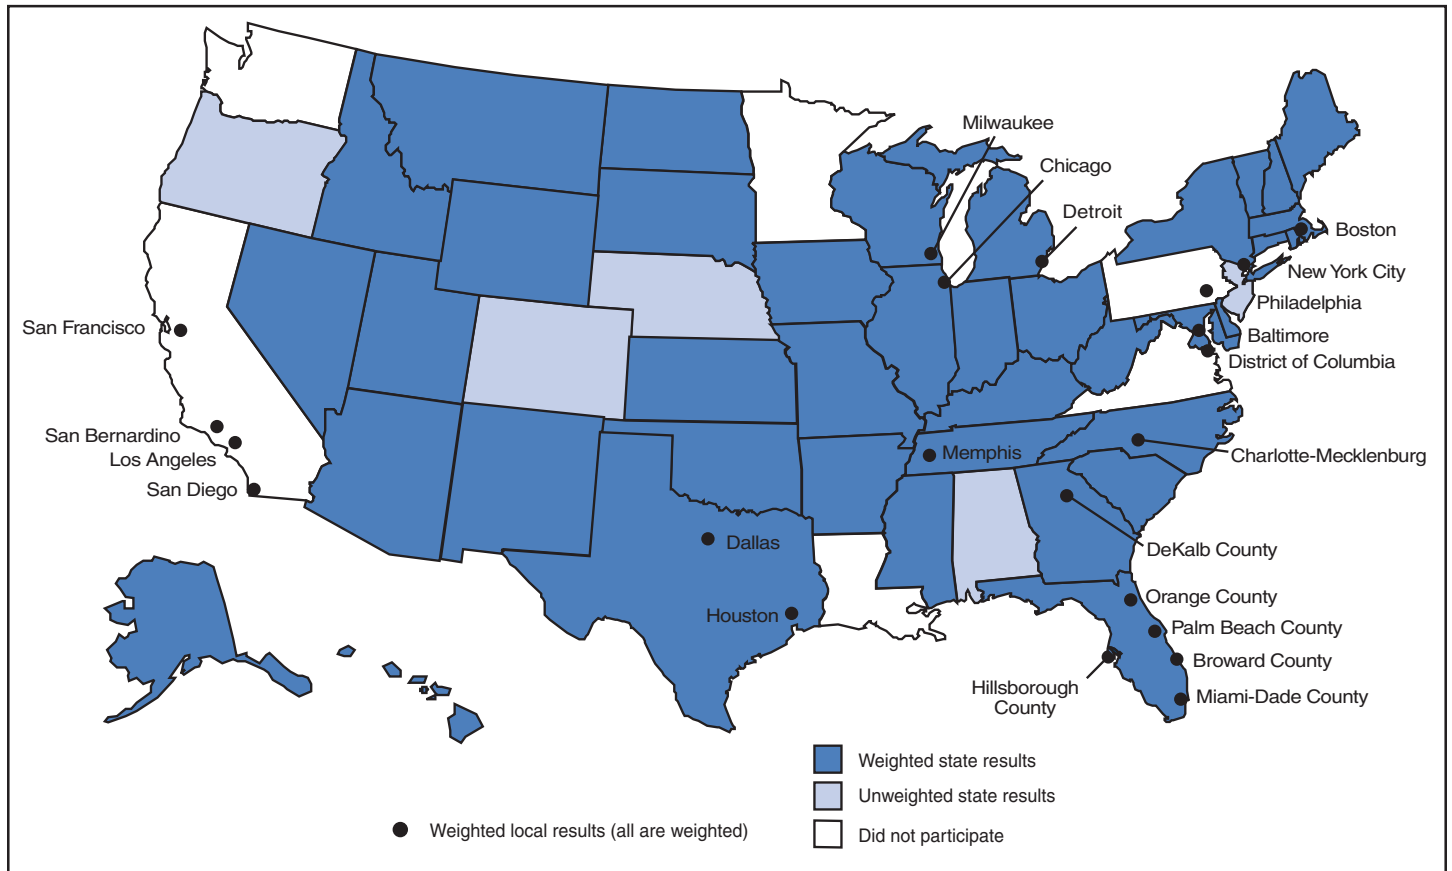 Milwaukee
Chicago
Detroit
Boston
New York City
Philadelphia
Baltimore
District of Columbia
San Francisco
San Bernardino
Los Angeles
San Diego
Memphis
Charlotte-Mecklenburg
Dallas
DeKalb County
Houston
Orange County
Palm Beach County
Broward County
Hillsborough
County
Miami-Dade County
Weighted state results
Unweighted state results
Weighted local results (all are weighted)
Did not participate